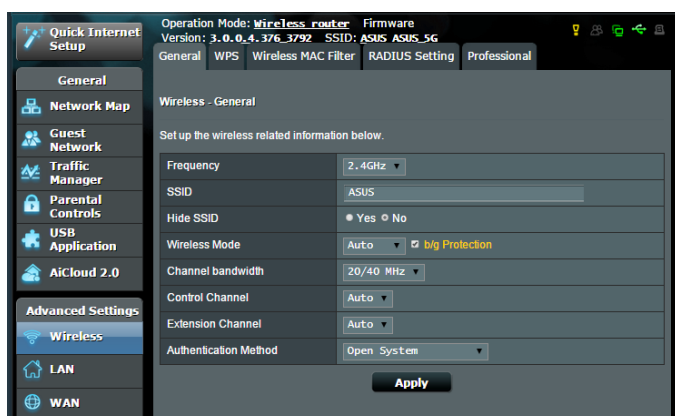 Quick Internet
Setup
General
Network Map
Guest
Network
Traffic
Manager
Parental
Controls
USB
Application
AiCloud 2.0
Advanced Settings
Wireless
LAN
WAN
Operation Mode: Wireless router Firmware
Version: 3.0.0_4.376_3792 SSID: ASUS ASUS_5G
General WPS Wireless MAC Filter RADIUS Setting Professional
Wireless - General
Set up the wireless related information below.
Frequency 2.4GHz
SSID ASUS
Hide SSID Yes No
Wireless Mode Auto b/g Protection
Channel bandwidth 20/40 MHz
Control Channel Auto
Extension Channel Auto
Authentication Method Open System
Apply